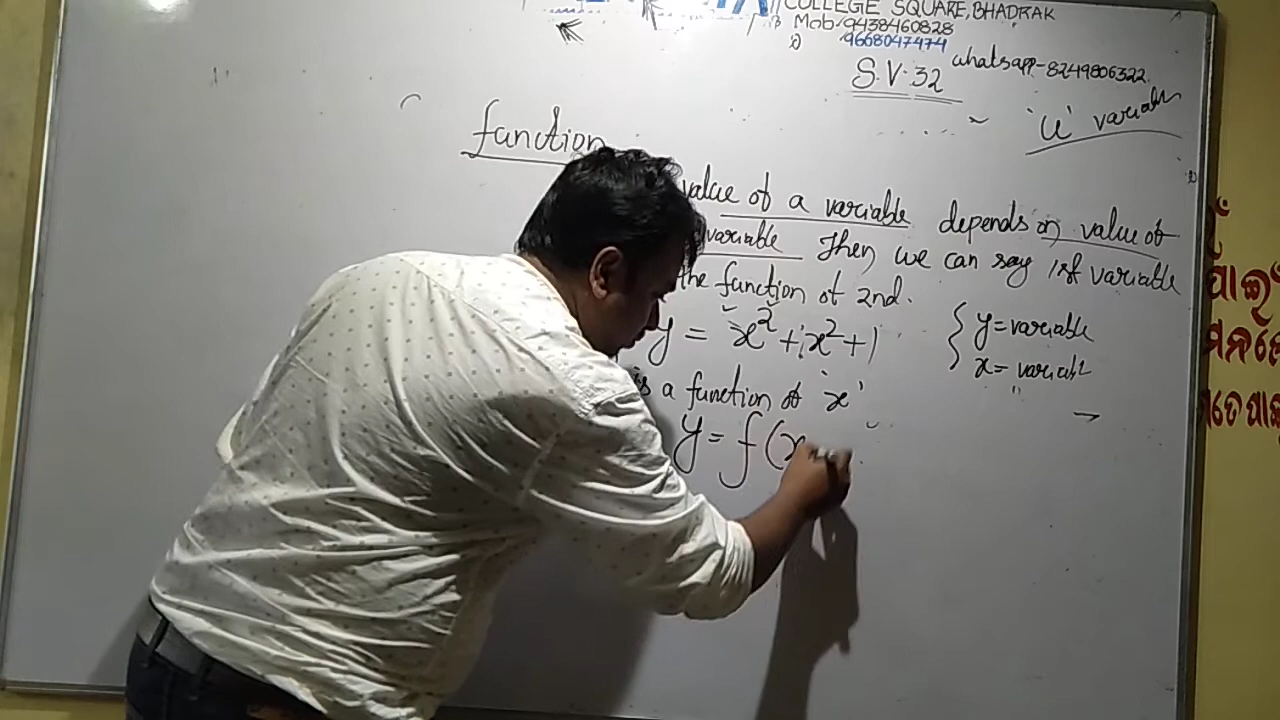 COLLEGE SQUARE, BHADRAK
Mob-9438460828
9668047474
whatsapp-8249806322
S.V.32
'u' variable
function
value of a variable depends on value of
variable Then we can say 1st variable
the function of 2nd.
y = x² + x² + 1
{ y = variable
x = variable
is a function of 'x'
y = f(x